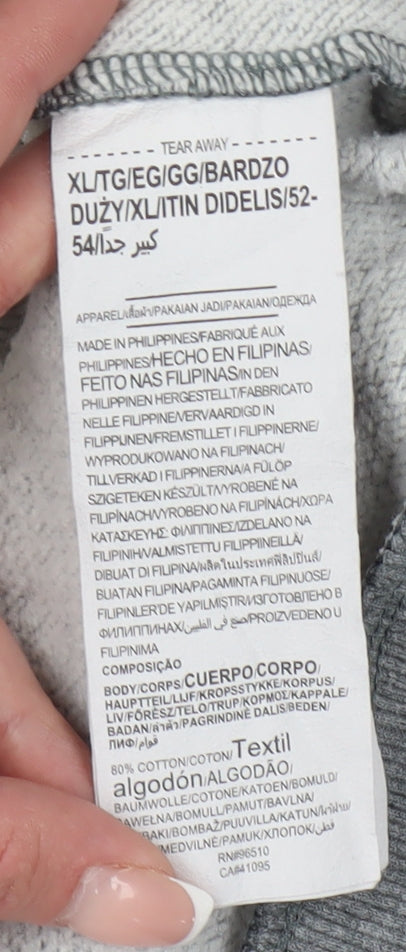 TEAR AWAY
XL/TG/EG/GG/BARDZO
DUŻY/XL/ITIN DIDELIS/52-
54/كبير جدا
APPAREL/เสื้อผ้า/PAKAIAN JADI/PAKAIAN/ОДЕЖДА
MADE IN PHILIPPINES/FABRIQUÉ AUX
PHILIPPINES/HECHO EN FILIPINAS/
FEITO NAS FILIPINAS/IN DEN
PHILIPPINEN HERGESTELLT/FABBRICATO
NELLE FILIPPINE/VERVAARDIGD IN
FILIPPIJNEN/FREMSTILLET I FILIPPINERNE/
WYPRODUKOWANO NA FILIPINACH/
TILLVERKAD I FILIPPINERNA/A FÜLÖP
SZIGETEKEN KÉSZÜLT/VYROBENÉ NA
FILIPÍNACH/VYROBENO NA FILIPÍNÁCH/ΧΩΡΑ
ΚΑΤΑΣΚΕΥΗΣ: ΦΙΛΙΠΠΙΝΕΣ/IZDELANO NA
FILIPINIH/VALMISTETTU FILIPPIINEILLÄ/
DIBUAT DI FILIPINA/ผลิตในประเทศฟิลิปปินส์/
BUATAN FILIPINA/PAGAMINTA FILIPINUOSE/
FILIPINLER'DE YAPILMIŞTIR/ИЗГОТОВЛЕНО В
ФИЛИППИНАХ/صنع في الفلبين/PROIZVEDENO U
FILIPINIMA
COMPOSIÇÃO
BODY/CORPS/CUERPO/CORPO/
HAUPTTEIL/LIJF/KROPSSTYKKE/KORPUS/
LIV/FŐRÉSZ/TELO/TRUP/ΚΟΡΜΟΣ/KAPPALE/
BADAN/ลำตัว/PAGRINDINĖ DALIS/BEDEN/
ЛИФ/قوام/
80% COTTON/COTON/Textil
algodón/ALGODÃO/
BAUMWOLLE/COTONE/KATOEN/BOMULD/
BAWEŁNA/BOMULL/PAMUT/BAVLNA/
ΒΑΚΙ/BOMBAŽ/PUUVILLA/KATUN/ผ้าฝ้าย/
MEDVILNĖ/PAMUK/ХЛОПОК/قطن/
RN#96510
CA#41095